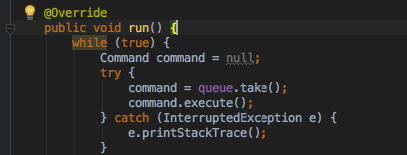 @Override
public void run() {
while (true) {
Command command = null;
try {
command = queue.take();
command.execute();
} catch (InterruptedException e) {
e.printStackTrace();
}